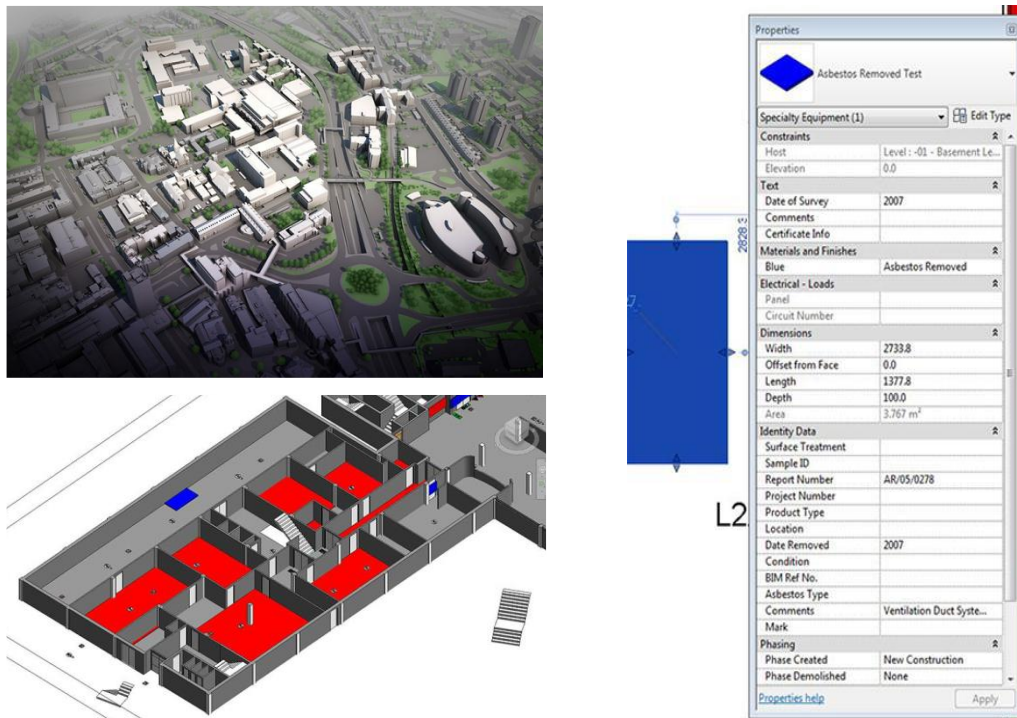 Properties
Asbestos Removed Test
Specialty Equipment (1)
Edit Type
Constraints
Host Level : -01 - Basement Le...
Elevation 0.0
Text
Date of Survey 2007
Comments
Certificate Info
Materials and Finishes
Blue Asbestos Removed
Electrical - Loads
Panel
Circuit Number
Dimensions
Width 2733.8
Offset from Face 0.0
Length 1377.8
Depth 100.0
Area 3.767 m²
Identity Data
Surface Treatment
Sample ID
Report Number AR/05/0278
Project Number
Product Type
Location
Date Removed 2007
Condition
BIM Ref No.
Asbestos Type
Comments Ventilation Duct Syste...
Mark
Phasing
Phase Created New Construction
Phase Demolished None
Properties help
Apply
2828.3
L2